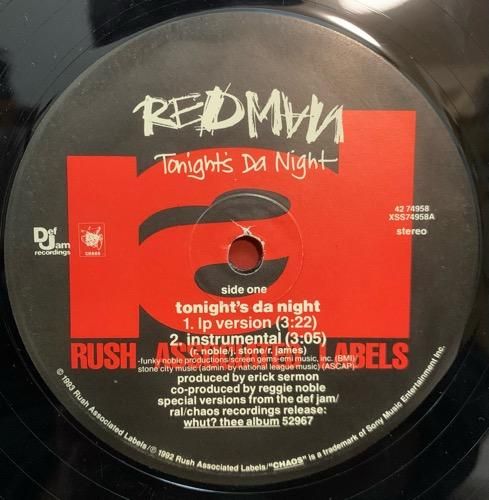 REDMAN
Tonight's Da Night
42 74958
XSS74958A
Def Jam
recordings
CHAOS
stereo
side one
tonight's da night
1. lp version (3:22)
2. instrumental (3:05)
RUSH ASSOCIATED LABELS
(r. noble/j. stone/r. james)
-funky noble productions/screen gems-emi music, inc. (BMI)/
stone city music (admin. by national league music) (ASCAP)-
produced by erick sermon
co-produced by reggie noble
special versions from the def jam/
ral/chaos recordings release:
whut? thee album 52967
© 1993 Rush Associated Labels/℗ 1992 Rush Associated Labels/"CHAOS" is a trademark of Sony Music Entertainment Inc.